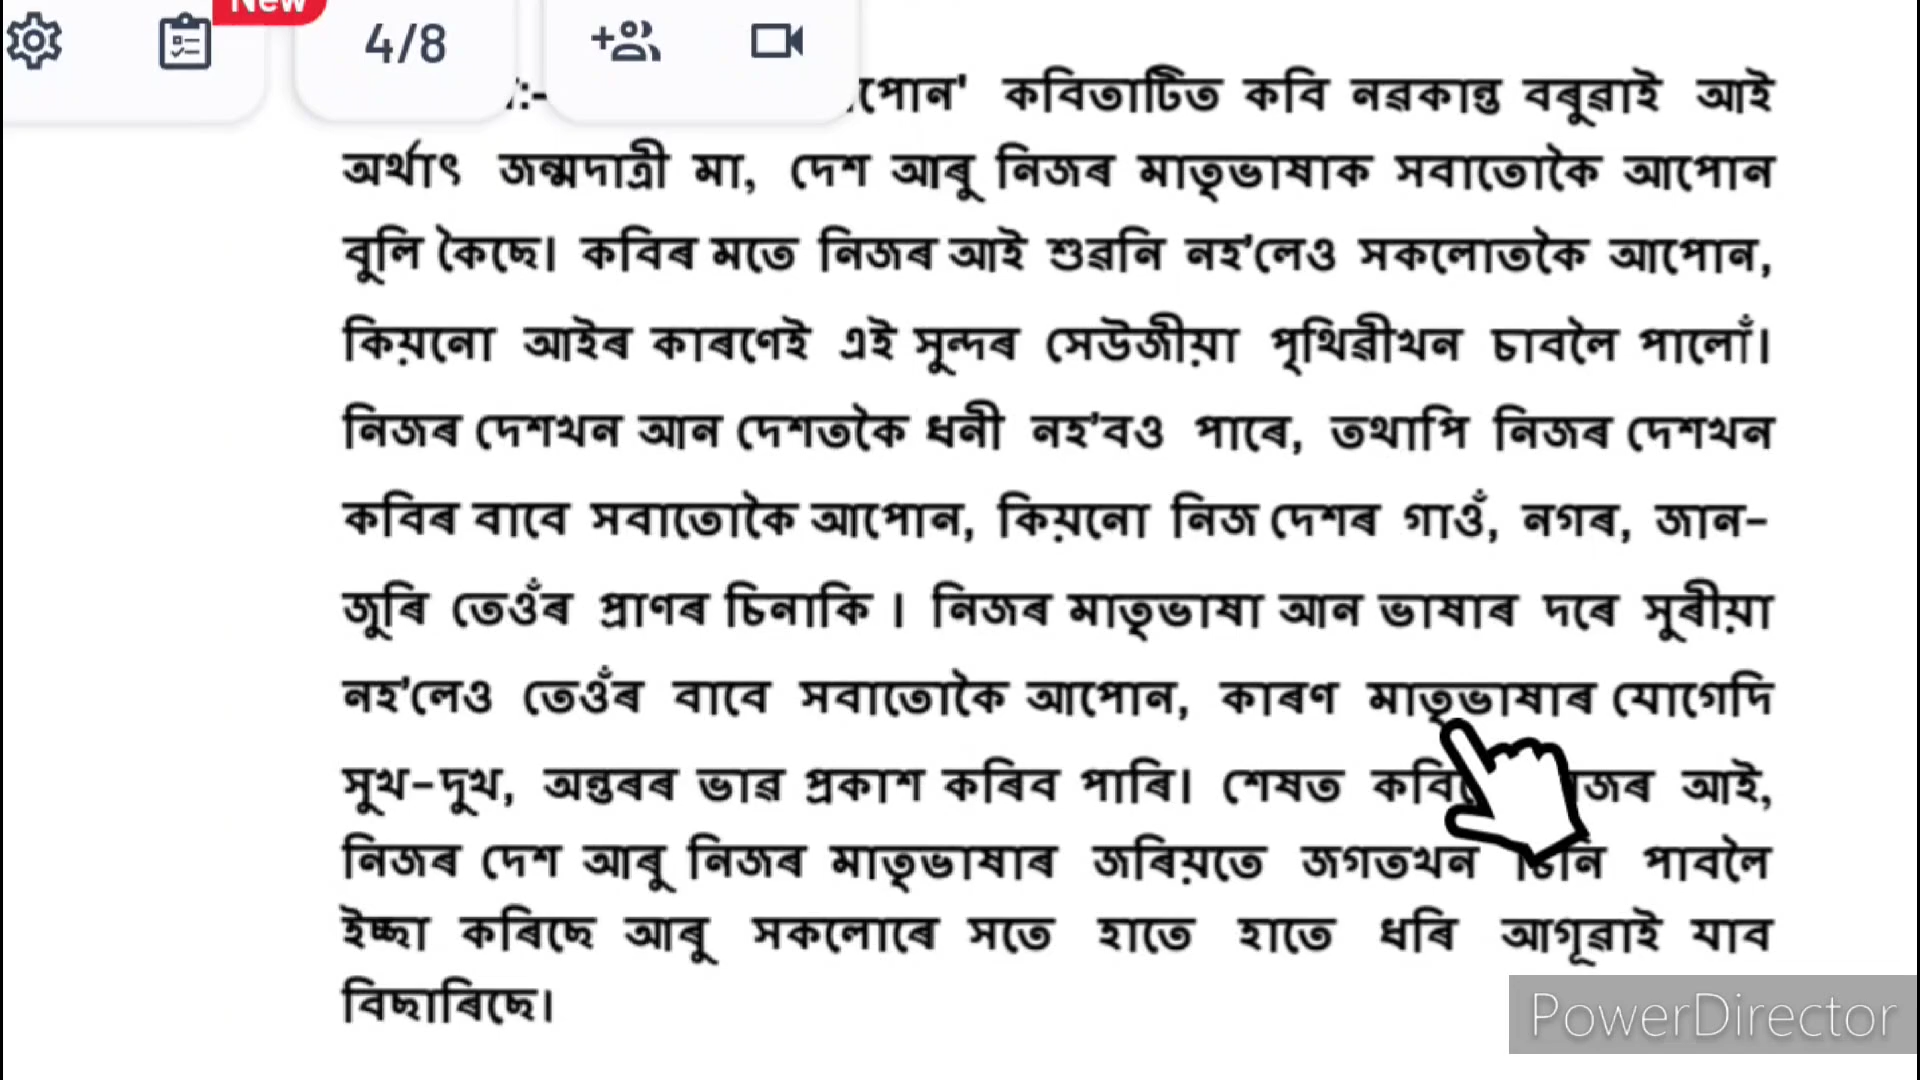 New
4/8
কবিতাটিত কবি নৱকান্ত বৰুৱাই আই
অৰ্থাৎ জন্মদাত্ৰী মা, দেশ আৰু নিজৰ মাতৃভাষাক সবাতোকৈ আপোন
বুলি কৈছে। কবিৰ মতে নিজৰ আই শুৱনি নহ'লেও সকলোতকৈ আপোন,
কিয়নো আইৰ কাৰণেই এই সুন্দৰ সেউজীয়া পৃথিৱীখন চাবলৈ পালোঁ।
নিজৰ দেশখন আন দেশতকৈ ধনী নহ'বও পাৰে, তথাপি নিজৰ দেশখন
কবিৰ বাবে সবাতোকৈ আপোন, কিয়নো নিজ দেশৰ গাওঁ, নগৰ, জান-
জুৰি তেওঁৰ প্ৰাণৰ চিনাকি । নিজৰ মাতৃভাষা আন ভাষাৰ দৰে সুৰীয়া
নহ'লেও তেওঁৰ বাবে সবাতোকৈ আপোন, কাৰণ মাতৃভাষাৰ যোগেদি
সুখ-দুখ, অন্তৰৰ ভাৱ প্ৰকাশ কৰিব পাৰি। শেষত আই,
নিজৰ দেশ আৰু নিজৰ মাতৃভাষাৰ জৰিয়তে জগতখন চিনি পাবলৈ
ইচ্ছা কৰিছে আৰু সকলোৰে সতে হাতে হাতে ধৰি আগূৱাই যাব
বিছাৰিছে।
PowerDirector